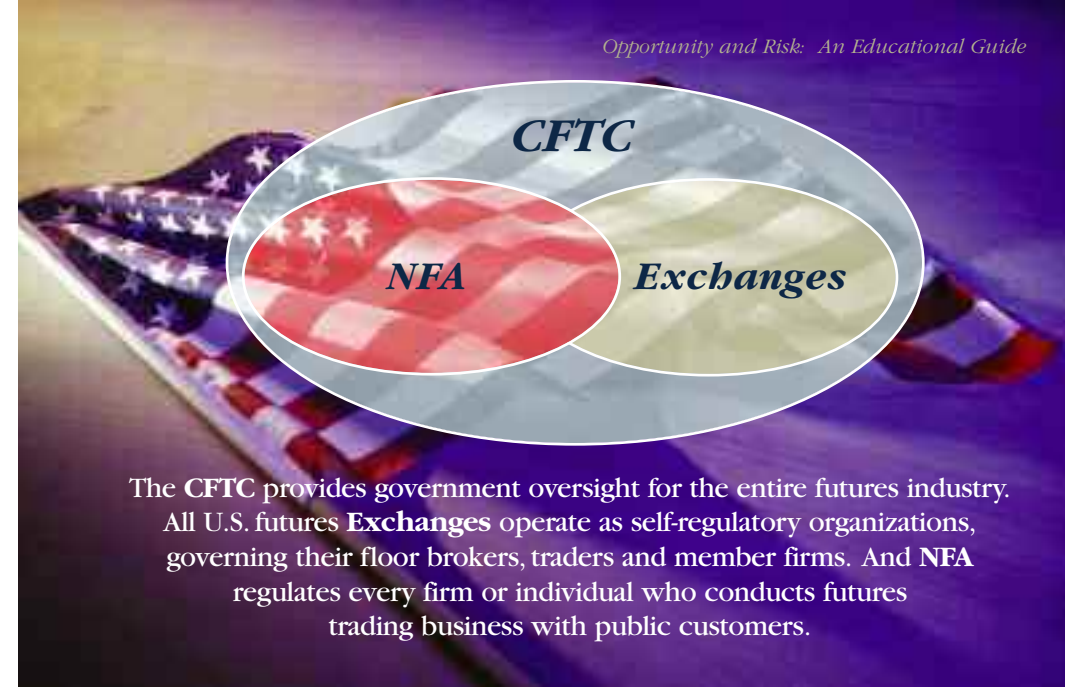 Opportunity and Risk: An Educational Guide
CFTC
NFA
Exchanges
The CFTC provides government oversight for the entire futures industry.
All U.S. futures Exchanges operate as self-regulatory organizations,
governing their floor brokers, traders and member firms. And NFA
regulates every firm or individual who conducts futures
trading business with public customers.